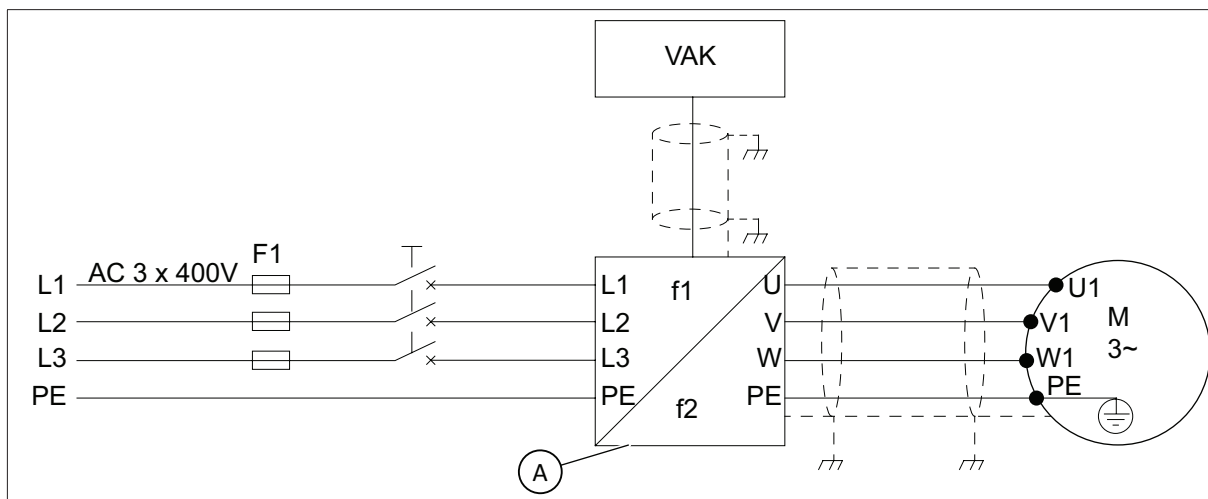 VAK
F1
AC 3 x 400V
L1 L1 f1 U U1
L2 L2 V V1 M
L3 L3 W W1 3~
PE PE f2 PE PE
A